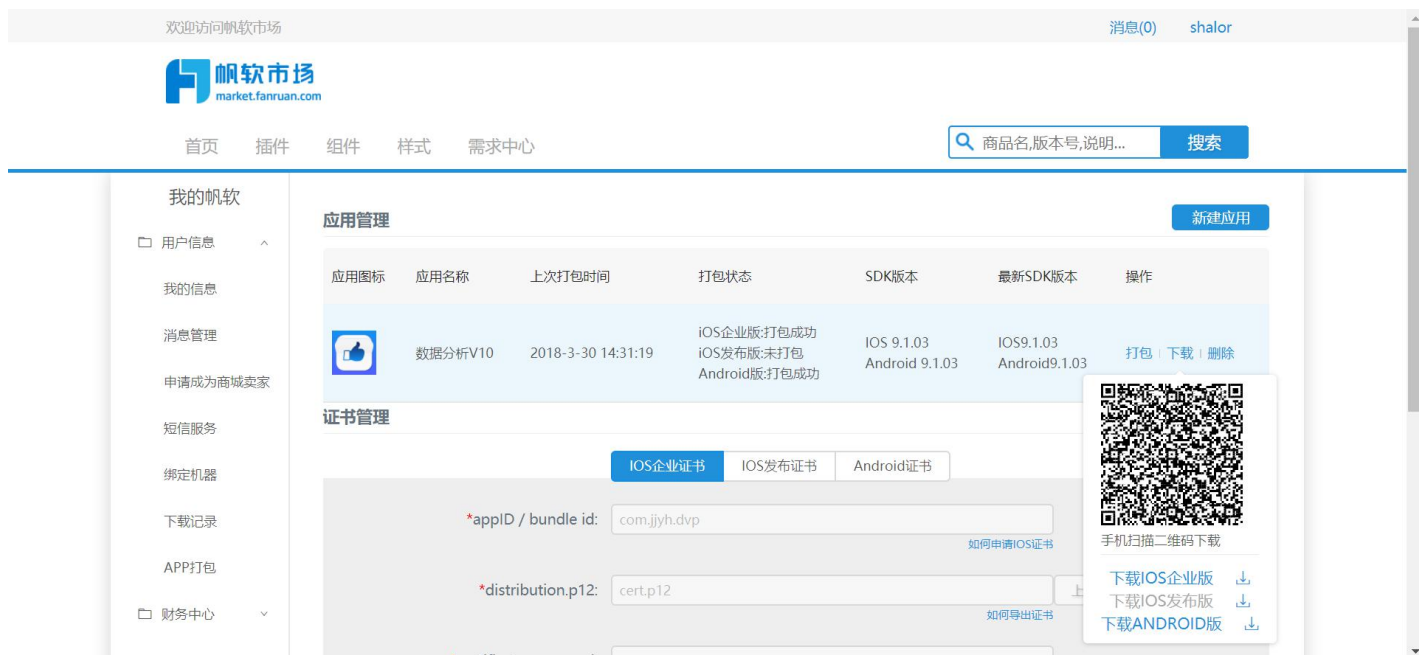 欢迎访问帆软市场
消息(0) shalor
帆软市场
market.fanruan.com
首页 插件 组件 样式 需求中心
商品名,版本号,说明... 搜索
我的帆软
用户信息
我的信息
消息管理
申请成为商城卖家
短信服务
绑定机器
下载记录
APP打包
财务中心
应用管理 新建应用
应用图标 应用名称 上次打包时间 打包状态 SDK版本 最新SDK版本 操作
数据分析V10 2018-3-30 14:31:19
iOS企业版:打包成功
iOS发布版:未打包
Android版:打包成功
IOS 9.1.03
Android 9.1.03
IOS9.1.03
Android9.1.03
打包 下载 删除
证书管理
IOS企业证书 IOS发布证书 Android证书
*appID / bundle id: com.jjyh.dvp
如何申请IOS证书
*distribution.p12: cert.p12
如何导出证书
手机扫描二维码下载
下载IOS企业版
下载IOS发布版
下载ANDROID版